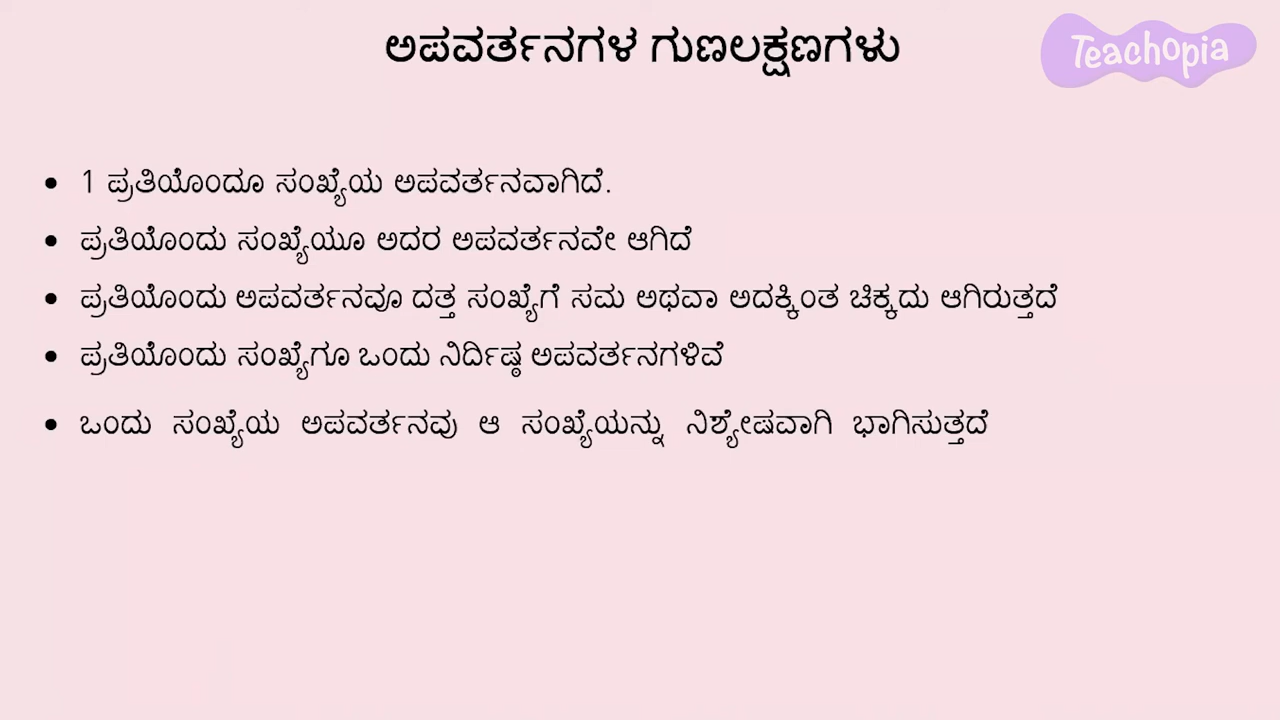 ಅಪವರ್ತನಗಳ ಗುಣಲಕ್ಷಣಗಳು
Teachopia
• 1 ಪ್ರತಿಯೊಂದೂ ಸಂಖ್ಯೆಯ ಅಪವರ್ತನವಾಗಿದೆ.
• ಪ್ರತಿಯೊಂದು ಸಂಖ್ಯೆಯೂ ಅದರ ಅಪವರ್ತನವೇ ಆಗಿದೆ
• ಪ್ರತಿಯೊಂದು ಅಪವರ್ತನವೂ ದತ್ತ ಸಂಖ್ಯೆಗೆ ಸಮ ಅಥವಾ ಅದಕ್ಕಿಂತ ಚಿಕ್ಕದು ಆಗಿರುತ್ತದೆ
• ಪ್ರತಿಯೊಂದು ಸಂಖ್ಯೆಗೂ ಒಂದು ನಿರ್ದಿಷ್ಠ ಅಪವರ್ತನಗಳಿವೆ
• ಒಂದು ಸಂಖ್ಯೆಯ ಅಪವರ್ತನವು ಆ ಸಂಖ್ಯೆಯನ್ನು ನಿಶ್ಯೇಷವಾಗಿ ಭಾಗಿಸುತ್ತದೆ